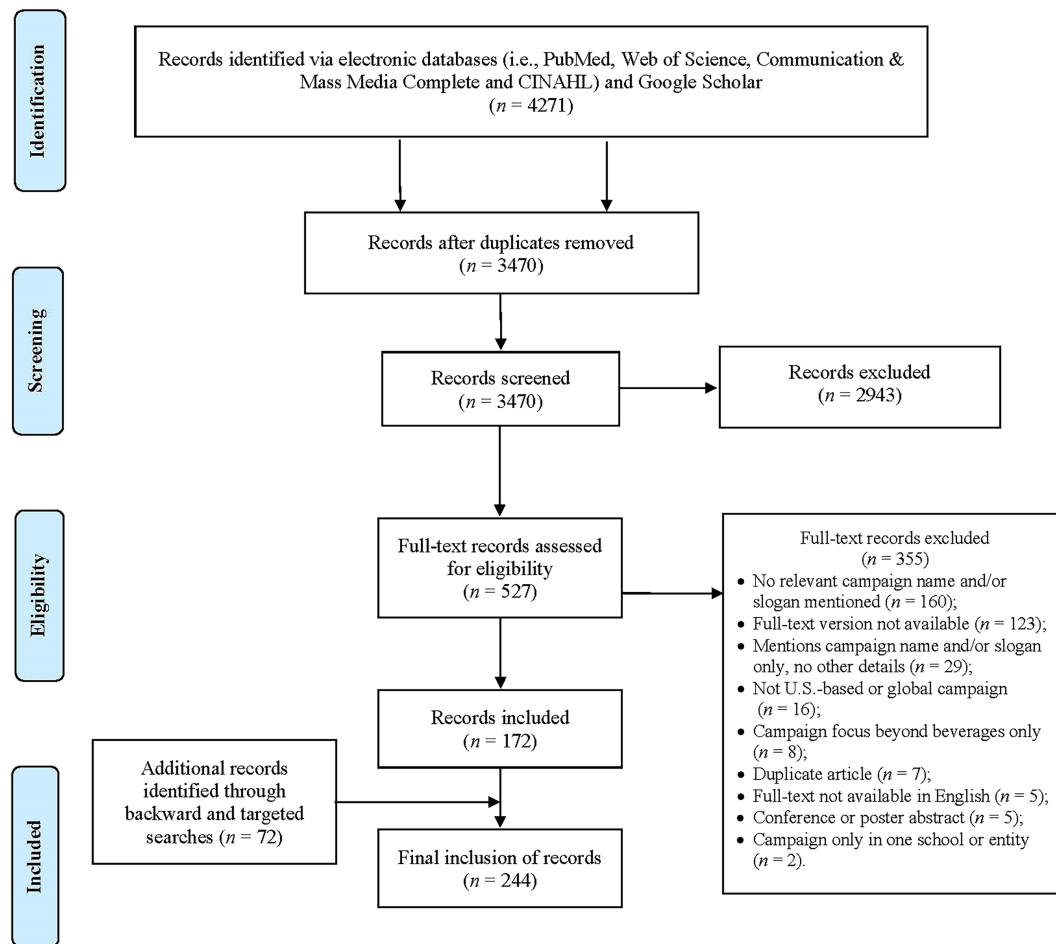 Identification
Records identified via electronic databases (i.e., PubMed, Web of Science, Communication &
Mass Media Complete and CINAHL) and Google Scholar
(n = 4271)
Records after duplicates removed
(n = 3470)
Screening
Records screened
(n = 3470)
Records excluded
(n = 2943)
Eligibility
Full-text records assessed
for eligibility
(n = 527)
Full-text records excluded
(n = 355)
• No relevant campaign name and/or
slogan mentioned (n = 160);
• Full-text version not available (n = 123);
• Mentions campaign name and/or slogan
only, no other details (n = 29);
• Not U.S.-based or global campaign
(n = 16);
• Campaign focus beyond beverages only
(n = 8);
• Duplicate article (n = 7);
• Full-text not available in English (n = 5);
• Conference or poster abstract (n = 5);
• Campaign only in one school or entity
(n = 2).
Records included
(n = 172)
Included
Additional records
identified through
backward and targeted
searches (n = 72)
Final inclusion of records
(n = 244)